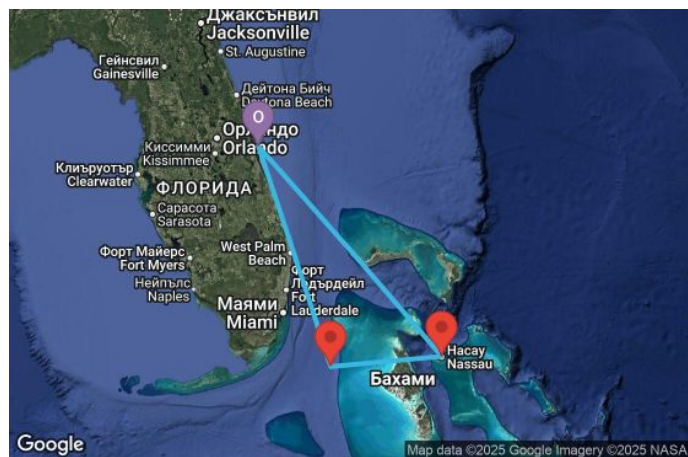 Джаксънвил
Jacksonville
St. Augustine
Гейнсвил
Gainesville
Дейтона Бийч
Daytona Beach
O
Орландо
Orlando
Киссимми
Kissimmee
Клиъруотър
Clearwater
ФЛОРИДА
Сарасота
Sarasota
Форт Майерс
Fort Myers
West Palm
Beach
Нейпълс
Naples
Форт
Лодърдейл
Fort
Lauderdale
Маями
Miami
Насау
Nassau
Бахами
Google
Map data ©2025 Google Imagery ©2025 NASA